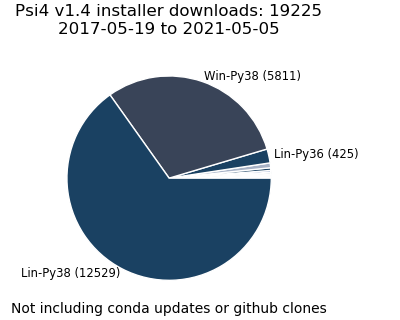 Psi4 v1.4 installer downloads: 19225
2017-05-19 to 2021-05-05
Win-Py38 (5811)
Lin-Py36 (425)
Lin-Py38 (12529)
Not including conda updates or github clones